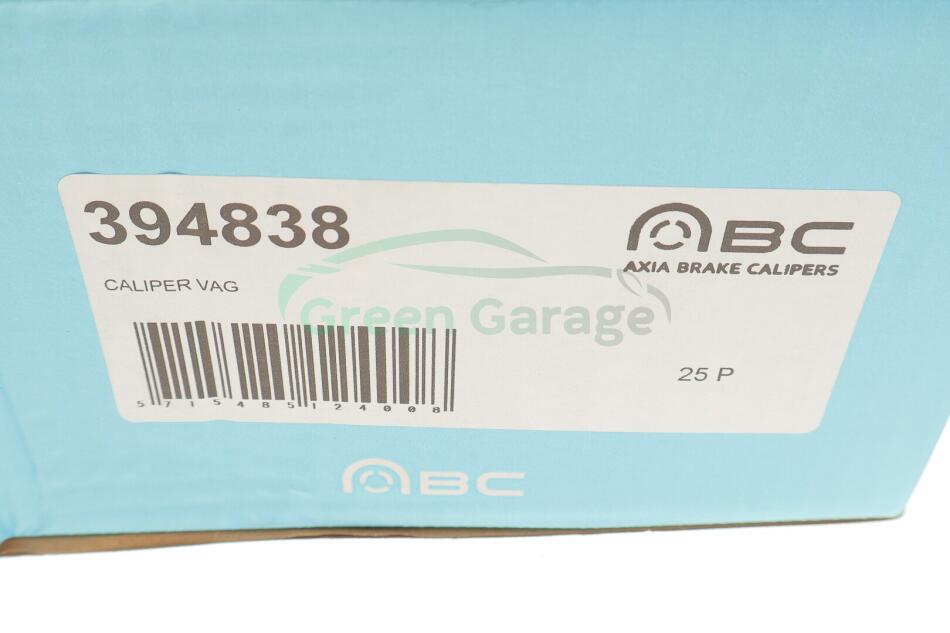 394838
ABC
AXIA BRAKE CALIPERS
CALIPER VAG
Green Garage
25 P
5715485124008
ABC